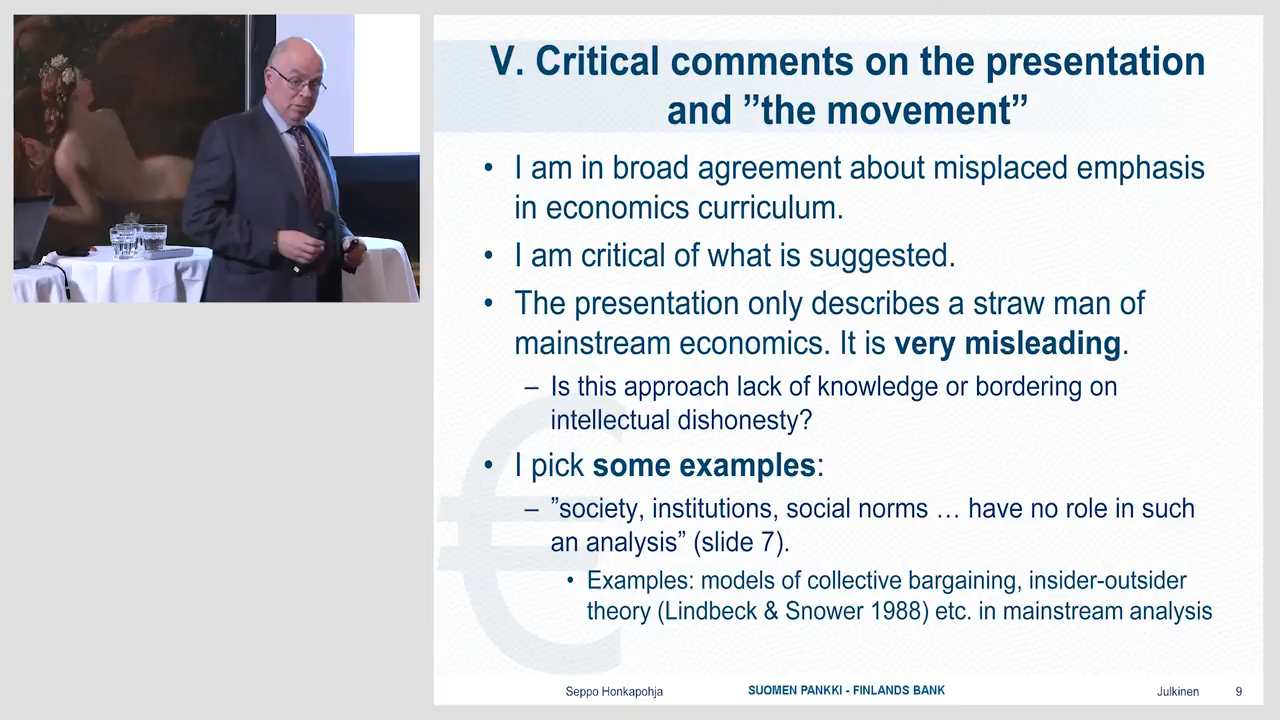 V. Critical comments on the presentation
and ”the movement”
• I am in broad agreement about misplaced emphasis
in economics curriculum.
• I am critical of what is suggested.
• The presentation only describes a straw man of
mainstream economics. It is very misleading.
– Is this approach lack of knowledge or bordering on
intellectual dishonesty?
• I pick some examples:
– ”society, institutions, social norms … have no role in such
an analysis” (slide 7).
• Examples: models of collective bargaining, insider-outsider
theory (Lindbeck & Snower 1988) etc. in mainstream analysis
Seppo Honkapohja
SUOMEN PANKKI - FINLANDS BANK
Julkinen
9